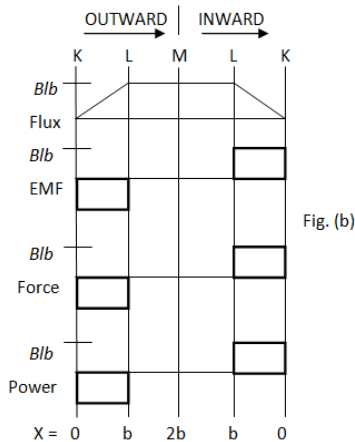 OUTWARD INWARD
K L M L K
Blb
Flux
Blb
EMF
Fig. (b)
Blb
Force
Blb
Power
X = 0 b 2b b 0